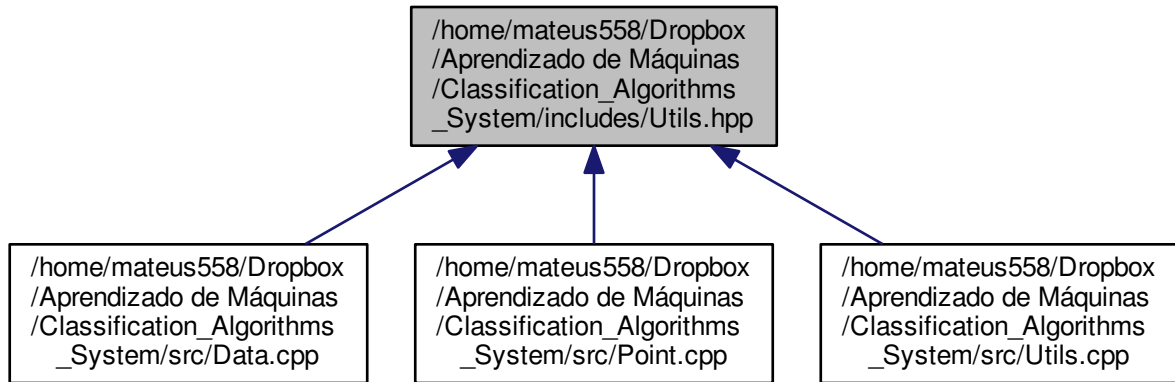 /home/mateus558/Dropbox
/Aprendizado de Máquinas
/Classification_Algorithms
_System/includes/Utils.hpp
/home/mateus558/Dropbox
/Aprendizado de Máquinas
/Classification_Algorithms
_System/src/Data.cpp
/home/mateus558/Dropbox
/Aprendizado de Máquinas
/Classification_Algorithms
_System/src/Point.cpp
/home/mateus558/Dropbox
/Aprendizado de Máquinas
/Classification_Algorithms
_System/src/Utils.cpp